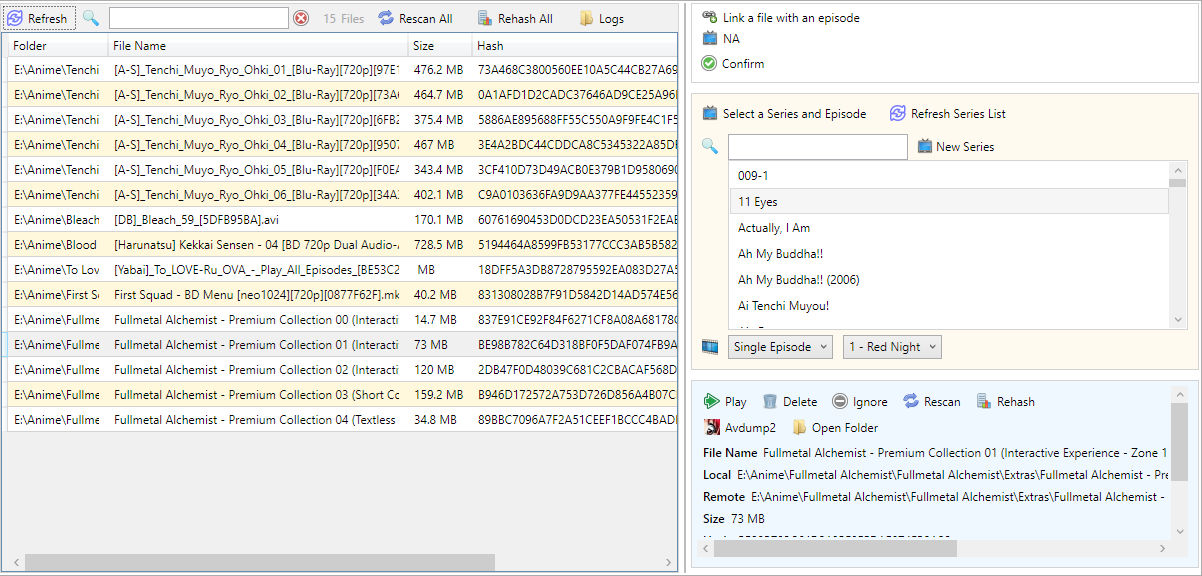 Refresh 15 Files Rescan All Rehash All Logs
Folder File Name Size Hash
E:\Anime\Tenchi [A-S]_Tenchi_Muyo_Ryo_Ohki_01_[Blu-Ray][720p][97E1 476.2 MB 73A468C3800560EE10A5C44CB27A69
E:\Anime\Tenchi [A-S]_Tenchi_Muyo_Ryo_Ohki_02_[Blu-Ray][720p][73A 464.7 MB 0A1AFD1D2CADC37646AD9CE25A96
E:\Anime\Tenchi [A-S]_Tenchi_Muyo_Ryo_Ohki_03_[Blu-Ray][720p][6FB2 375.4 MB 5886AE895688FF55C550A9F9FE4C1F5
E:\Anime\Tenchi [A-S]_Tenchi_Muyo_Ryo_Ohki_04_[Blu-Ray][720p][9507 467 MB 3E4A2BDC44CDDCA8C5345322A85D
E:\Anime\Tenchi [A-S]_Tenchi_Muyo_Ryo_Ohki_05_[Blu-Ray][720p][F0EA 343.4 MB 3CF410D73D49ACB0E379B1D9580690
E:\Anime\Tenchi [A-S]_Tenchi_Muyo_Ryo_Ohki_06_[Blu-Ray][720p][34A 402.1 MB C9A0103636FA9D9AA377FE44552359
E:\Anime\Bleach [DB]_Bleach_59_[5DFB95BA].avi 170.1 MB 60761690453D0DCD23EA50531F2EAE
E:\Anime\Blood [Harunatsu] Kekkai Sensen - 04 [BD 720p Dual Audio- 728.5 MB 5194464A8599FB53177CCC3AB5B582
E:\Anime\To Lov [Yabai]_To_LOVE-Ru_OVA_-_Play_All_Episodes_[BE53C2 MB 18DFF5A3DB8728795592EA083D27A5
E:\Anime\First S First Squad - BD Menu [neo1024][720p][0877F62F].mk 40.2 MB 831308028B7F91D5842D14AD574E56
E:\Anime\Fullme Fullmetal Alchemist - Premium Collection 00 (Interacti 14.7 MB 837E91CE92F84F6271CF8A08A68178
E:\Anime\Fullme Fullmetal Alchemist - Premium Collection 01 (Interacti 73 MB BE98B782C64D318BF0F5DAF074FB9A
E:\Anime\Fullme Fullmetal Alchemist - Premium Collection 02 (Interacti 120 MB 2DB47F0D48039C681C2CBACAF568D
E:\Anime\Fullme Fullmetal Alchemist - Premium Collection 03 (Short Cc 159.2 MB B946D172572A753D726D856A4B07C
E:\Anime\Fullme Fullmetal Alchemist - Premium Collection 04 (Textless 34.8 MB 89BBC7096A7F2A51CEEF1BCCC4BAD
Link a file with an episode
NA
Confirm
Select a Series and Episode Refresh Series List
New Series
009-1
11 Eyes
Actually, I Am
Ah My Buddha!!
Ah My Buddha!! (2006)
Ai Tenchi Muyou!
Single Episode 1 - Red Night
Play Delete Ignore Rescan Rehash
Avdump2 Open Folder
File Name Fullmetal Alchemist - Premium Collection 01 (Interactive Experience - Zone 1
Local E:\Anime\Fullmetal Alchemist\Fullmetal Alchemist\Extras\Fullmetal Alchemist - Pre
Remote E:\Anime\Fullmetal Alchemist\Fullmetal Alchemist\Extras\Fullmetal Alchemist -
Size 73 MB